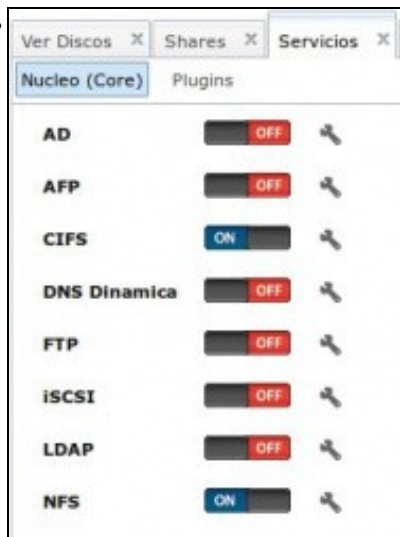 Ver Discos X Shares X Servicios X
Nucleo (Core) Plugins
AD OFF
AFP OFF
CIFS ON
DNS Dinamica OFF
FTP OFF
iSCSI OFF
LDAP OFF
NFS ON